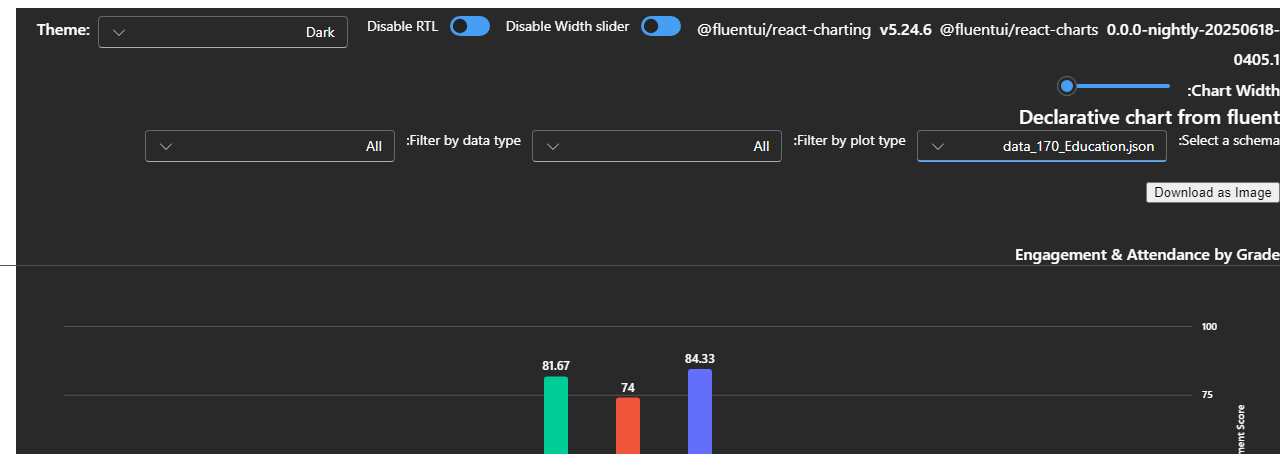 Theme: Dark Disable RTL Disable Width slider @fluentui/react-charting v5.24.6 @fluentui/react-charts 0.0.0-nightly-20250618-
0405.1
:Chart Width
Declarative chart from fluent
:Select a schema data_170_Education.json :Filter by plot type All :Filter by data type All
Download as Image
Engagement & Attendance by Grade
100
84.33
81.67
74
75
Score